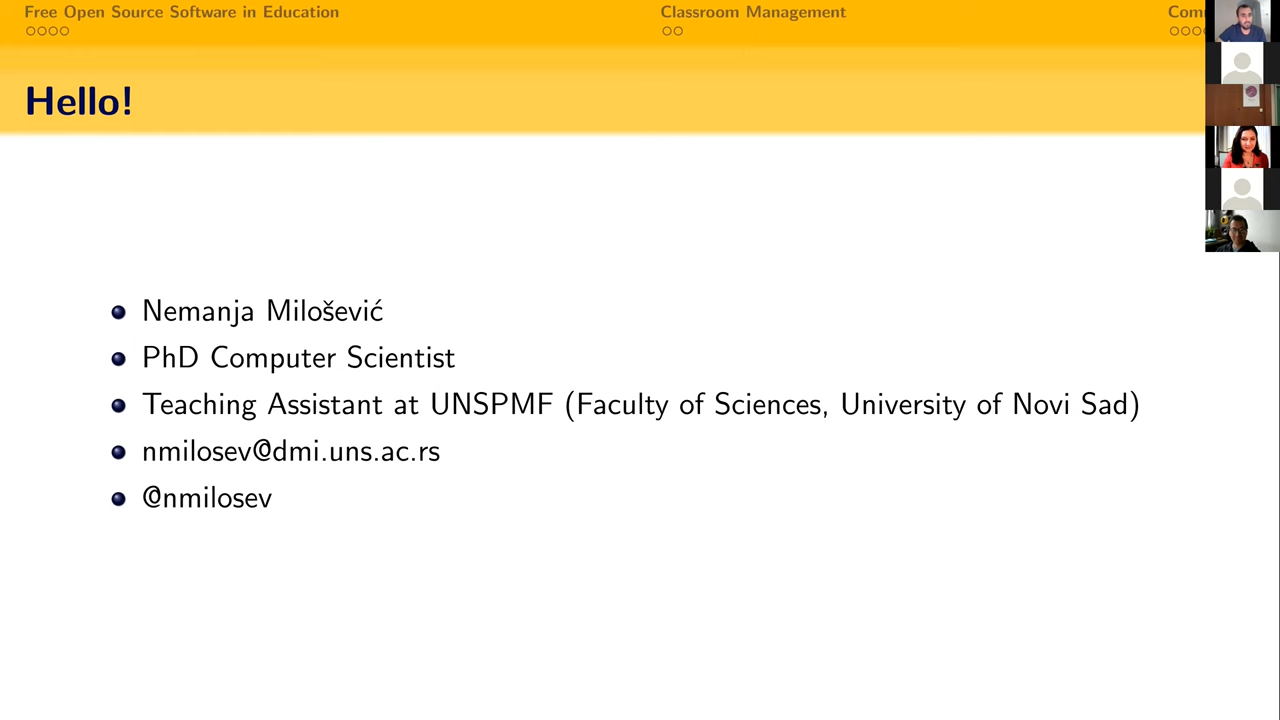 Free Open Source Software in Education
Classroom Management
Hello!
Nemanja Milošević
PhD Computer Scientist
Teaching Assistant at UNSPMF (Faculty of Sciences, University of Novi Sad)
nmilosev@dmi.uns.ac.rs
@nmilosev